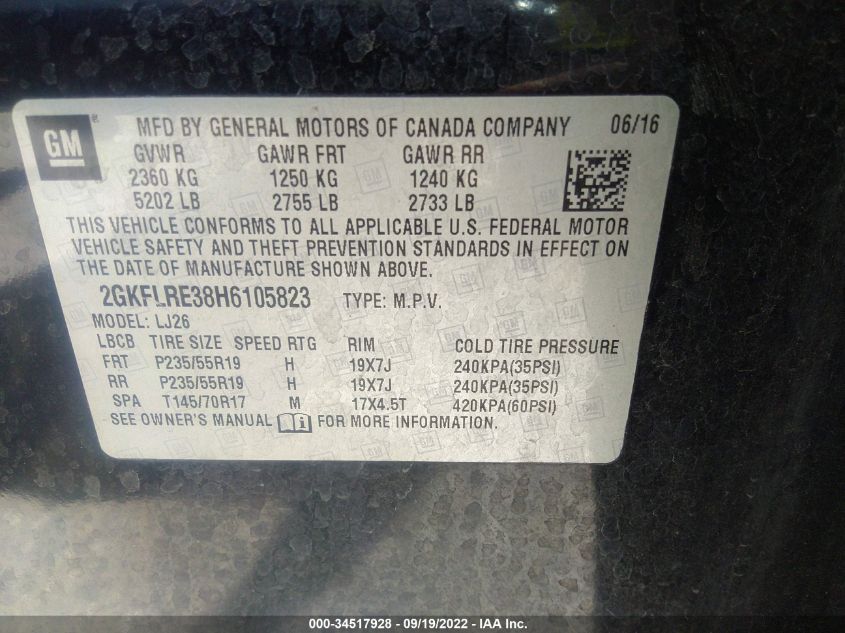 GM MFD BY GENERAL MOTORS OF CANADA COMPANY 06/16
GVWR GAWR FRT GAWR RR
2360 KG 1250 KG 1240 KG
5202 LB 2755 LB 2733 LB
THIS VEHICLE CONFORMS TO ALL APPLICABLE U.S. FEDERAL MOTOR
VEHICLE SAFETY AND THEFT PREVENTION STANDARDS IN EFFECT ON
THE DATE OF MANUFACTURE SHOWN ABOVE.
2GKFLRE38H6105823 TYPE: M.P.V.
MODEL: LJ26
LBCB TIRE SIZE SPEED RTG RIM COLD TIRE PRESSURE
FRT P235/55R19 H 19X7J 240KPA(35PSI)
RR P235/55R19 H 19X7J 240KPA(35PSI)
SPA T145/70R17 M 17X4.5T 420KPA(60PSI)
SEE OWNER'S MANUAL FOR MORE INFORMATION.
000-34517928 - 09/19/2022 - IAA Inc.